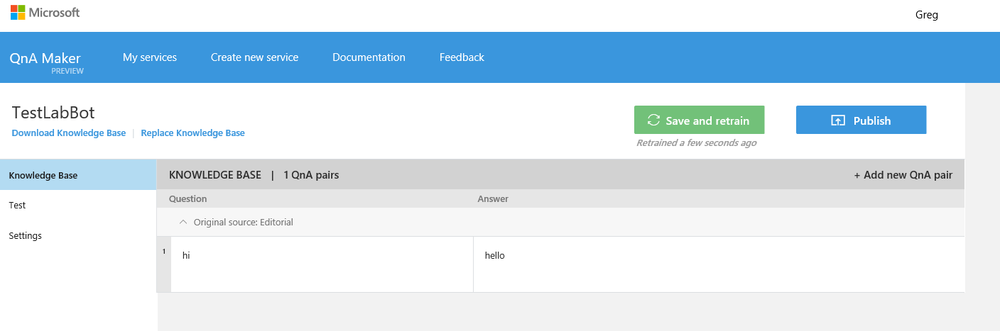 Microsoft
Greg
QnA Maker My services Create new service Documentation Feedback
PREVIEW
TestLabBot
Download Knowledge Base | Replace Knowledge Base
Save and retrain
Retrained a few seconds ago
Publish
Knowledge Base
Test
Settings
KNOWLEDGE BASE | 1 QnA pairs + Add new QnA pair
Question Answer
Original source: Editorial
1 hi hello